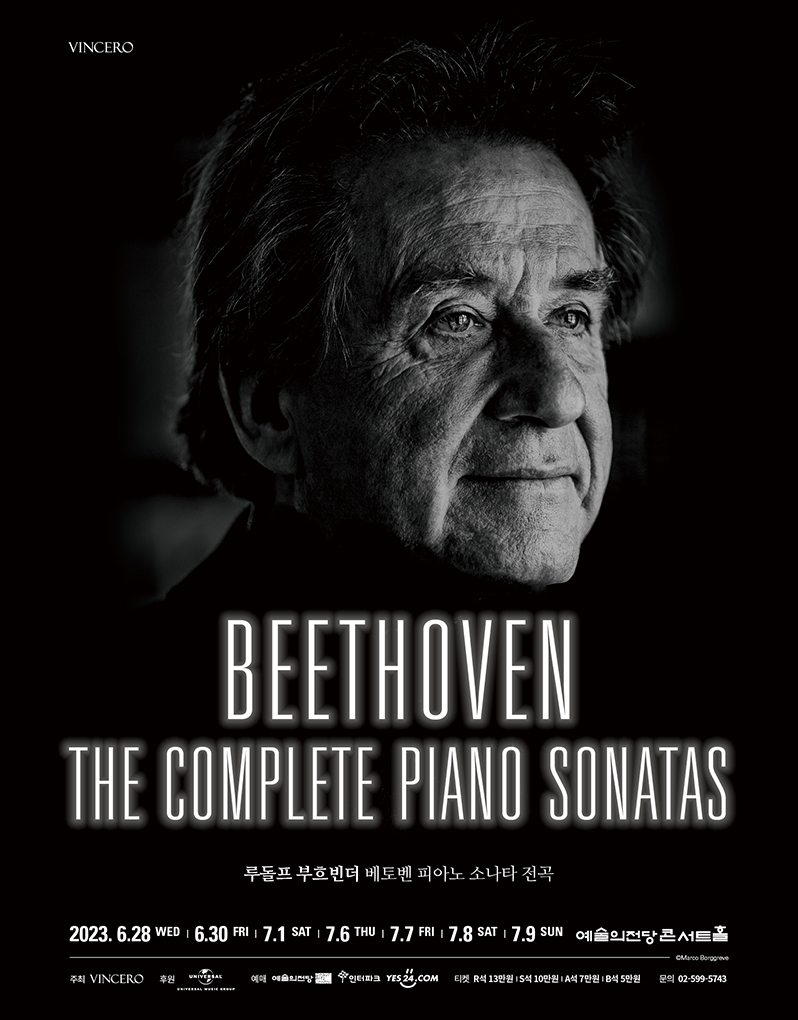 VINCERO
BEETHOVEN
THE COMPLETE PIANO SONATAS
루돌프 부흐빈더 베토벤 피아노 소나타 전곡
2023. 6.28 WED | 6.30 FRI | 7.1 SAT | 7.6 THU | 7.7 FRI | 7.8 SAT | 7.9 SUN 예술의전당 콘서트홀
©Marco Borggreve
주최 VINCERO 후원 UNIVERSAL UNIVERSAL MUSIC GROUP 예매 예술의전당 인터파크 YES24.COM 티켓 R석 13만원 | S석 10만원 | A석 7만원 | B석 5만원 문의 02-599-5743